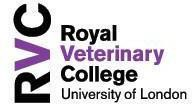 RVC
Royal
Veterinary
College
University of London